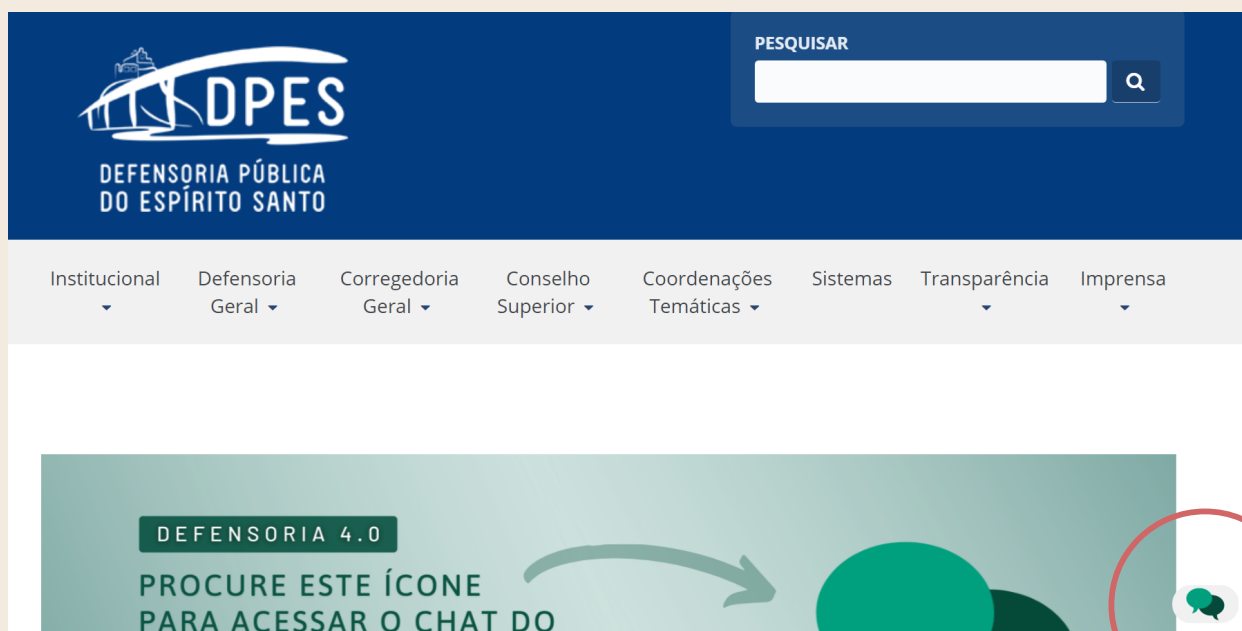 DPES
DEFENSORIA PÚBLICA
DO ESPÍRITO SANTO
PESQUISAR
Institucional
Defensoria
Geral
Corregedoria
Geral
Conselho
Superior
Coordenações
Temáticas
Sistemas
Transparência
Imprensa
DEFENSORIA 4.0
PROCURE ESTE ÍCONE
PARA ACESSAR O CHAT DO